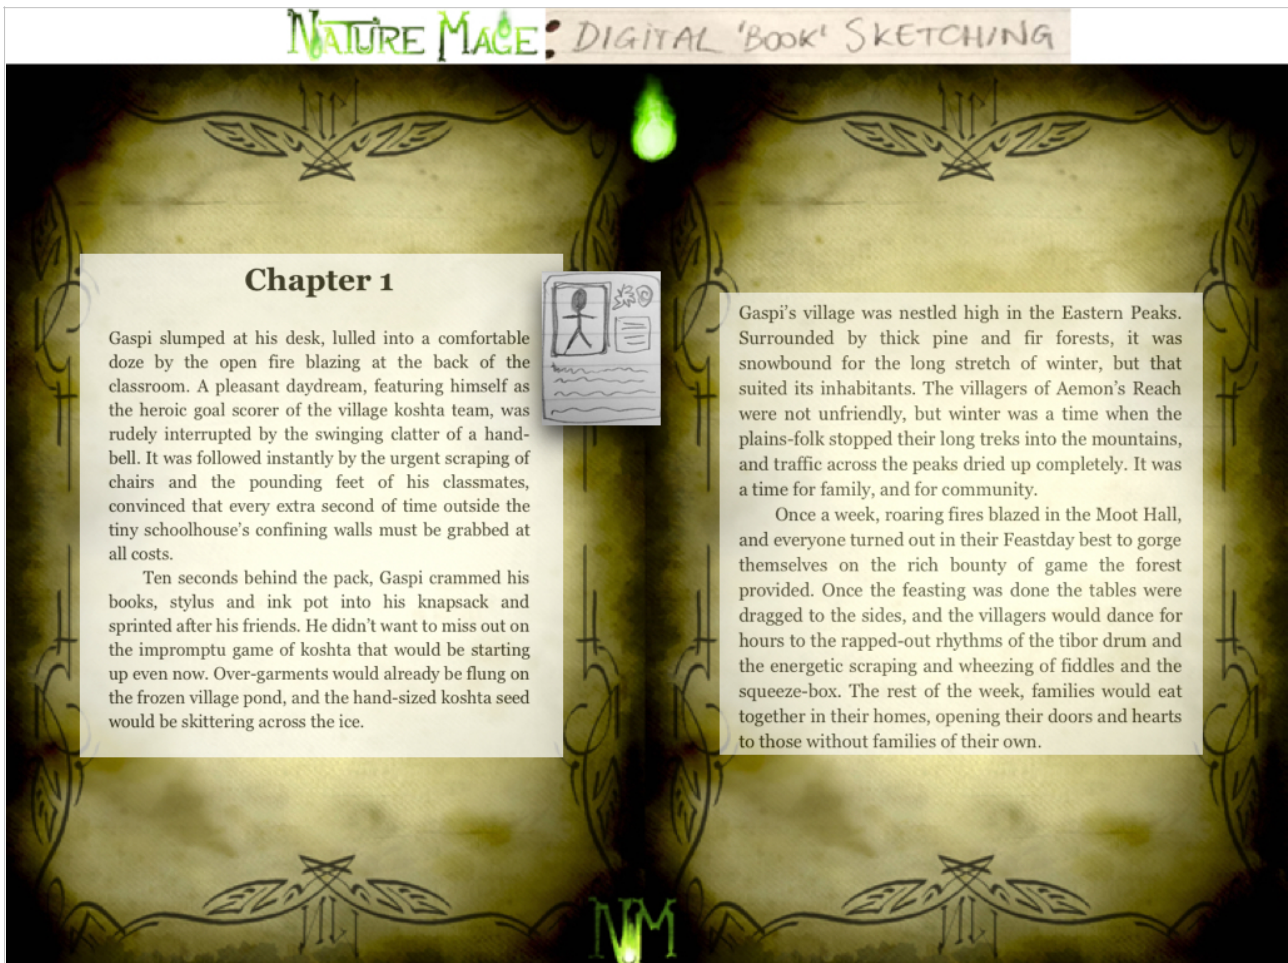 NATURE MAGE DIGITAL 'BOOK' SKETCHING
Chapter 1
Gaspi slumped at his desk, lulled into a comfortable
doze by the open fire blazing at the back of the
classroom. A pleasant daydream, featuring himself as
the heroic goal scorer of the village koshta team, was
rudely interrupted by the swinging clatter of a hand-
bell. It was followed instantly by the urgent scraping of
chairs and the pounding feet of his classmates,
convinced that every extra second of time outside the
tiny schoolhouse's confining walls must be grabbed at
all costs.
Ten seconds behind the pack, Gaspi crammed his
books, stylus and ink pot into his knapsack and
sprinted after his friends. He didn't want to miss out on
the impromptu game of koshta that would be starting
up even now. Over-garments would already be flung on
the frozen village pond, and the hand-sized koshta seed
would be skittering across the ice.
Gaspi's village was nestled high in the Eastern Peaks.
Surrounded by thick pine and fir forests, it was
snowbound for the long stretch of winter, but that
suited its inhabitants. The villagers of Aemon's Reach
were not unfriendly, but winter was a time when the
plains-folk stopped their long treks into the mountains,
and traffic across the peaks dried up completely. It was
a time for family, and for community.
Once a week, roaring fires blazed in the Moot Hall,
and everyone turned out in their Feastday best to gorge
themselves on the rich bounty of game the forest
provided. Once the feasting was done the tables were
dragged to the sides, and the villagers would dance for
hours to the rapped-out rhythms of the tibor drum and
the energetic scraping and wheezing of fiddles and the
squeeze-box. The rest of the week, families would eat
together in their homes, opening their doors and hearts
to those without families of their own.
NM